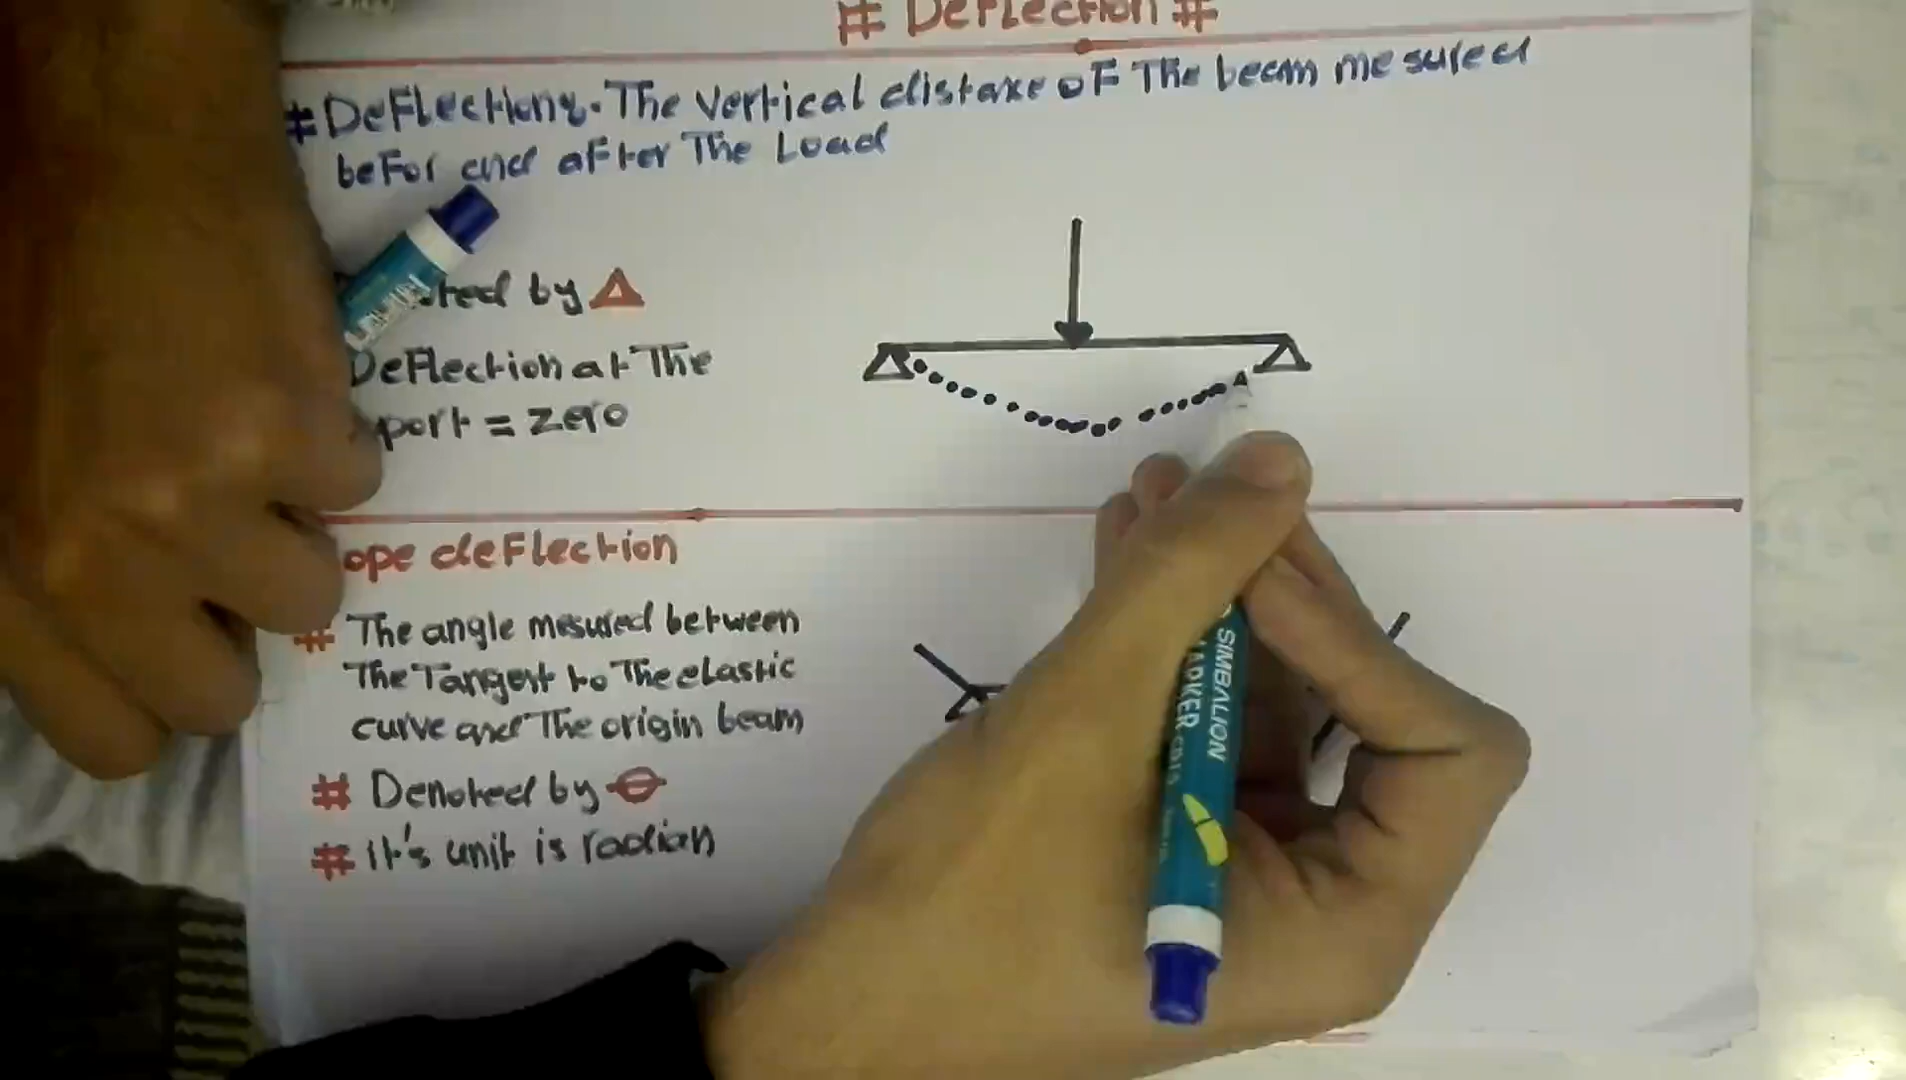 # Deflection #
# Deflection:- The vertical distance of The beam mesured
befor and after The Load
by Δ
Deflection at The
port = zero
ope deflection
# The angle mesured between
The Tangest to The elastic
curve and The origin beam
# Denoted by θ
# it's unit is radian
SIMBALION
MARKER